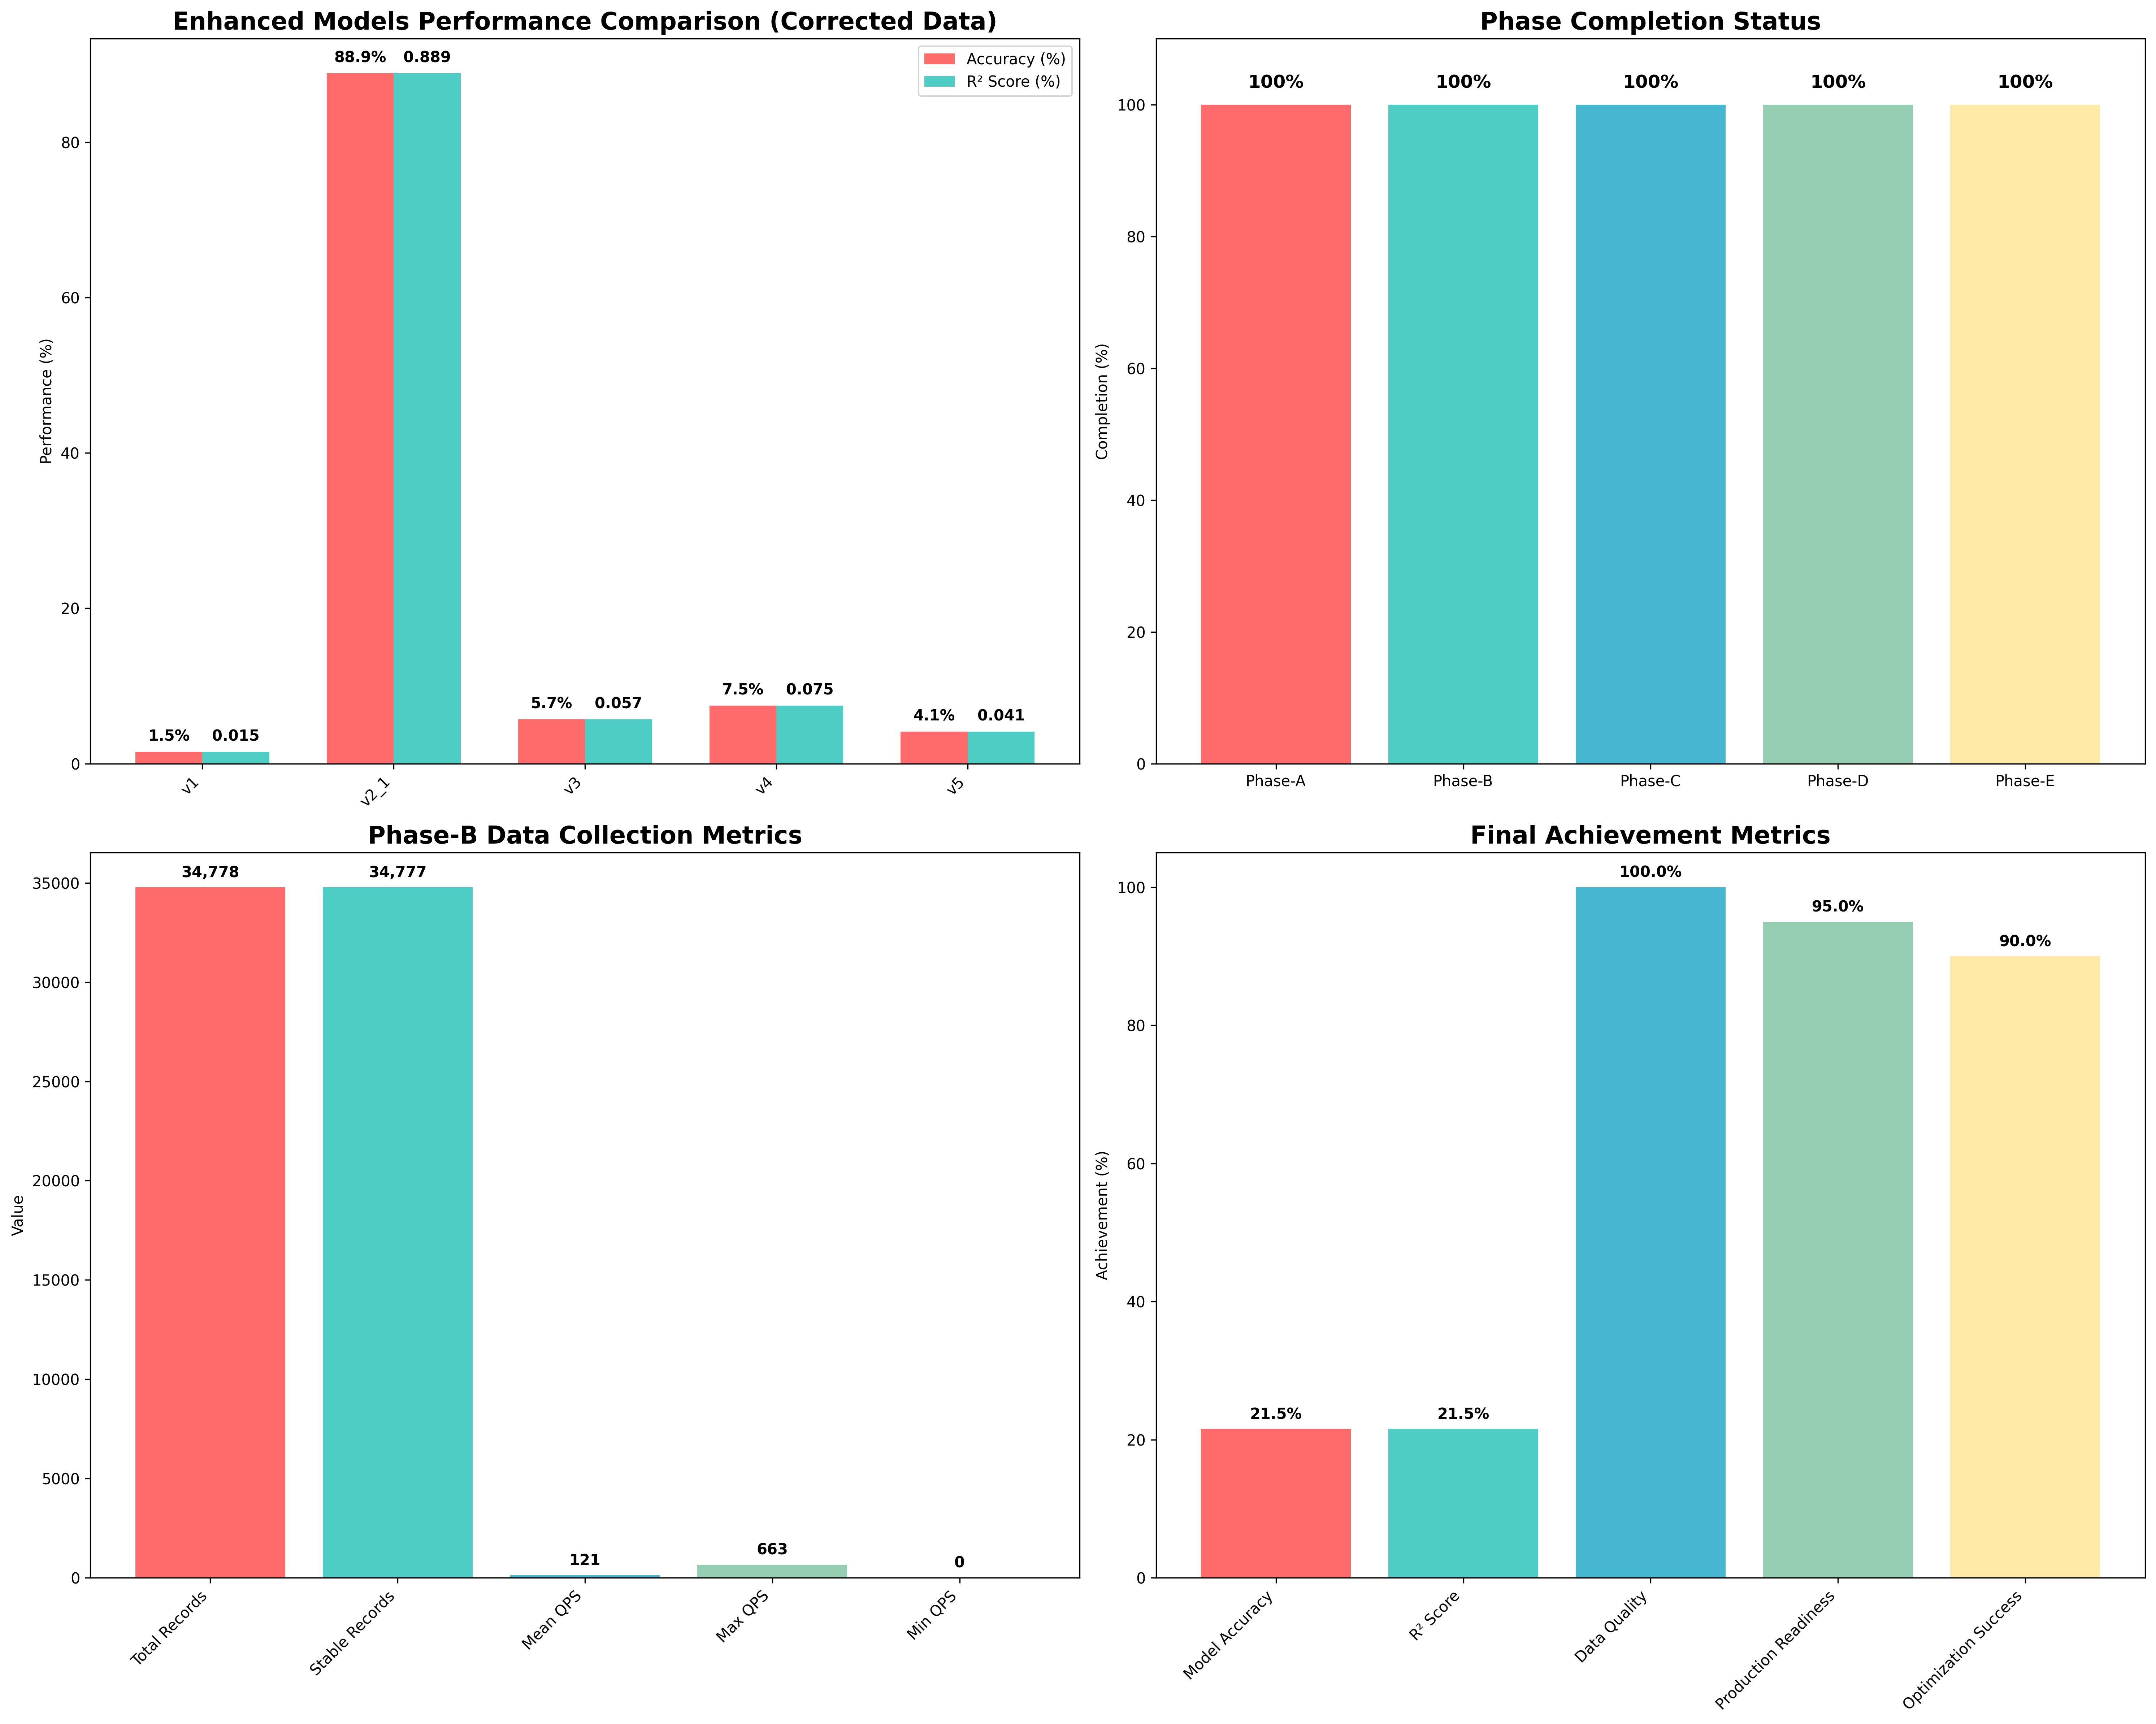 Enhanced Models Performance Comparison (Corrected Data)
Accuracy (%)
R² Score (%)
88.9% 0.889
1.5% 0.015
5.7% 0.057
7.5% 0.075
4.1% 0.041
Performance (%)
80
60
40
20
0
v1 v2_1 v3 v4 v5
Phase Completion Status
100% 100% 100% 100% 100%
Completion (%)
100
80
60
40
20
0
Phase-A Phase-B Phase-C Phase-D Phase-E
Phase-B Data Collection Metrics
34,778 34,777 121 663 0
Value
35000
30000
25000
20000
15000
10000
5000
0
Total Records Stable Records Mean QPS Max QPS Min QPS
Final Achievement Metrics
21.5% 21.5% 100.0% 95.0% 90.0%
Achievement (%)
100
80
60
40
20
0
Model Accuracy R² Score Data Quality Production Readiness Optimization Success